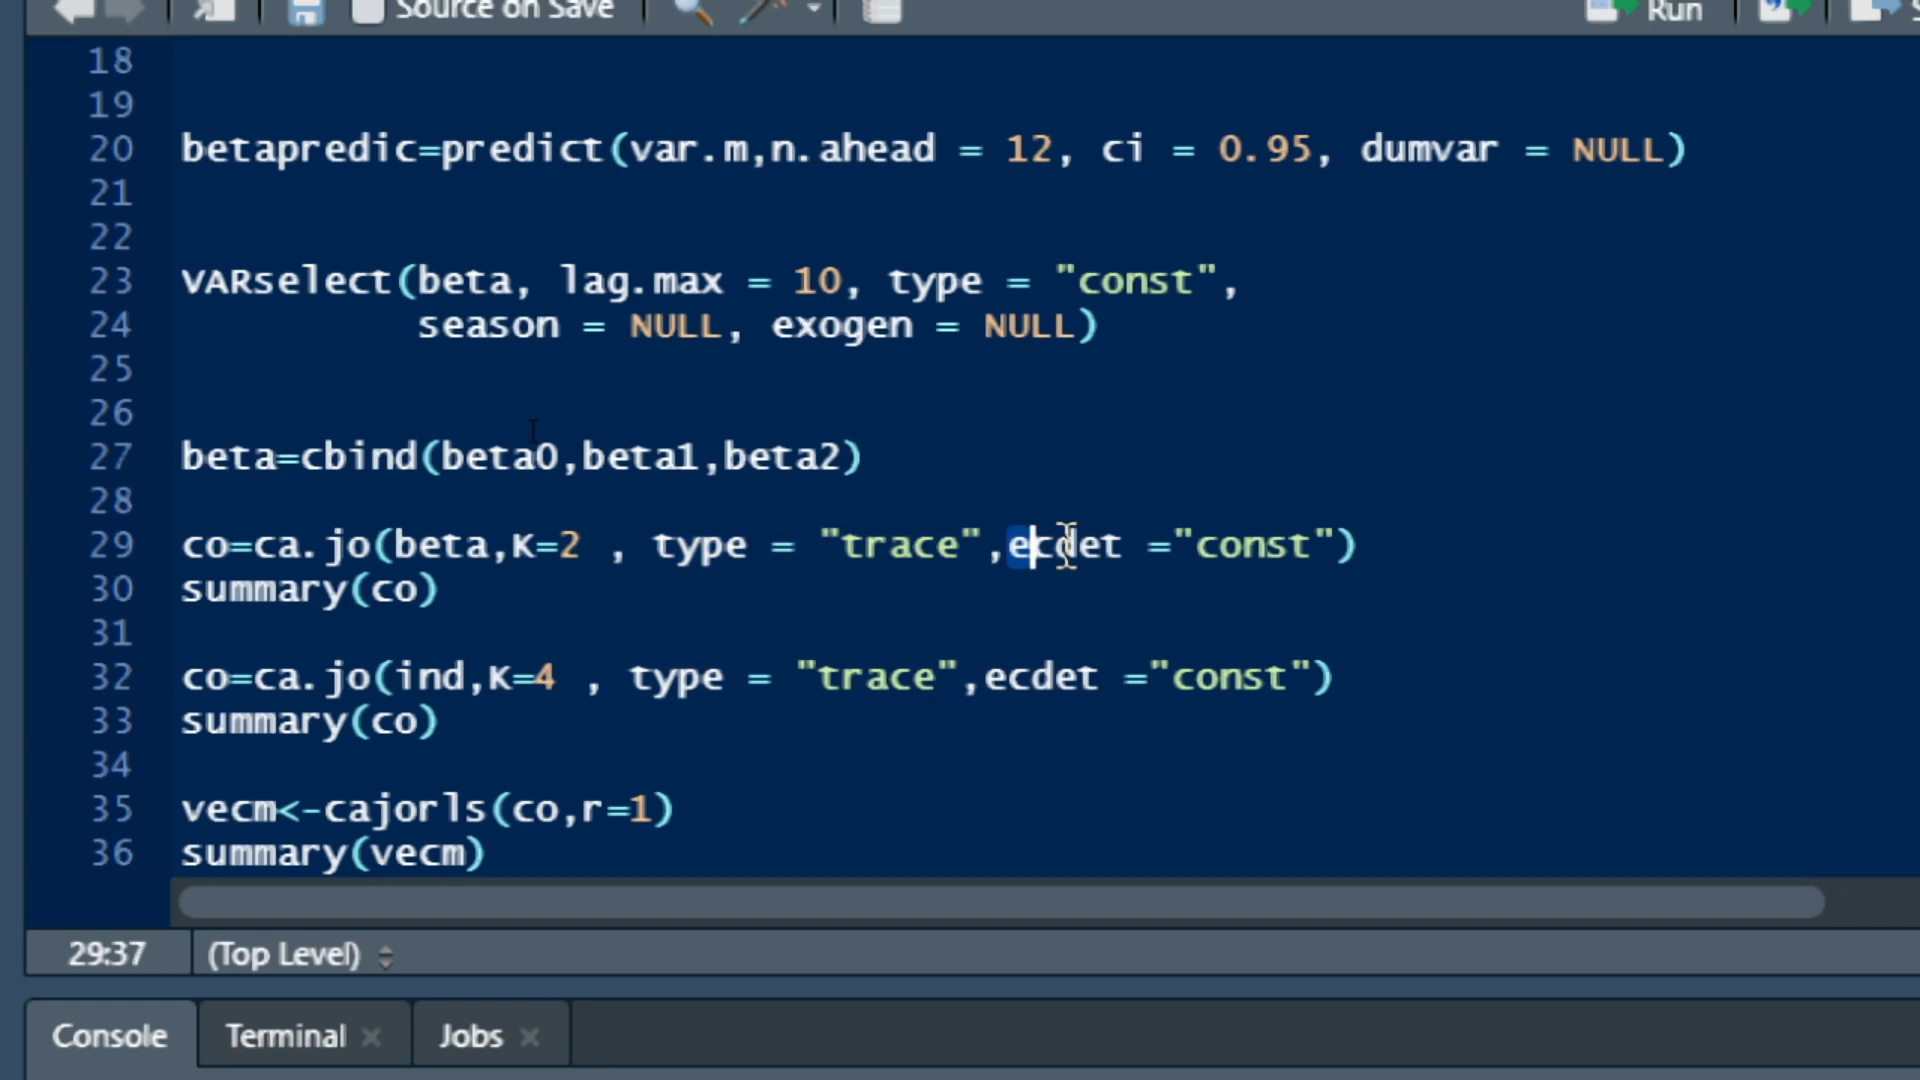 Source on Save
Run
18
19
20 betapredic=predict(var.m,n.ahead = 12, ci = 0.95, dumvar = NULL)
21
22
23 VARselect(beta, lag.max = 10, type = "const",
24 season = NULL, exogen = NULL)
25
26
27 beta=cbind(beta0,beta1,beta2)
28
29 co=ca.jo(beta,K=2 , type = "trace",ecdet ="const")
30 summary(co)
31
32 co=ca.jo(ind,K=4 , type = "trace",ecdet ="const")
33 summary(co)
34
35 vecm<-cajorls(co,r=1)
36 summary(vecm)
29:37 (Top Level)
Console Terminal Jobs